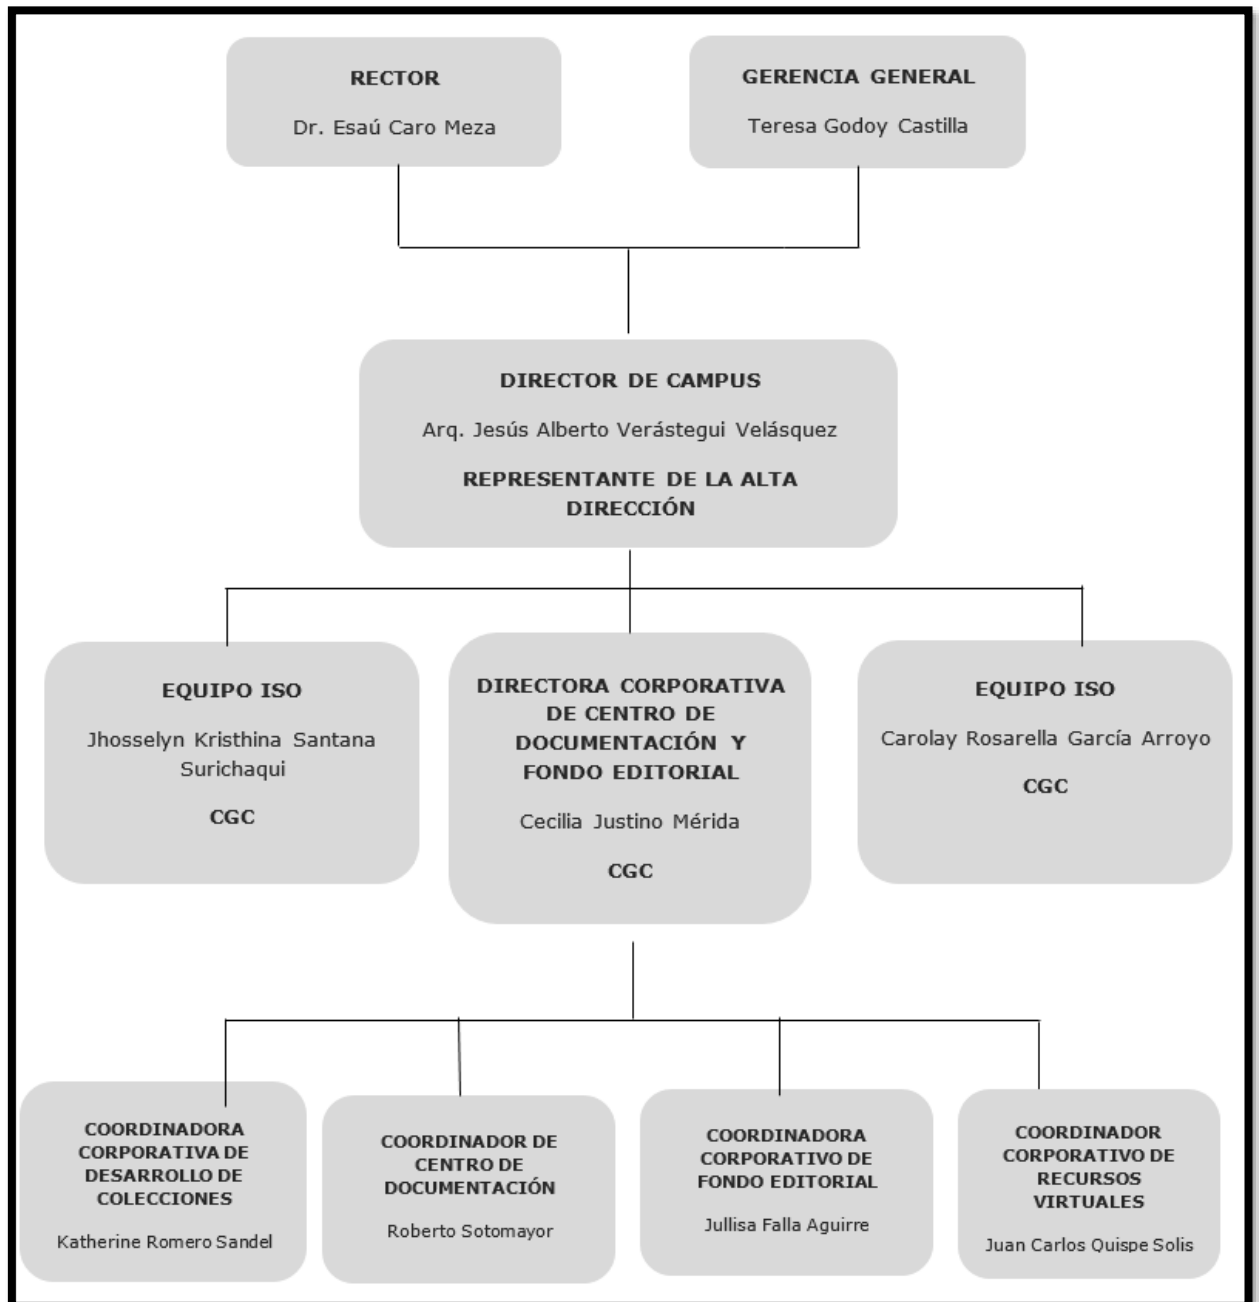 RECTOR
Dr. Esaú Caro Meza
GERENCIA GENERAL
Teresa Godoy Castilla
DIRECTOR DE CAMPUS
Arq. Jesús Alberto Verástegui Velásquez
REPRESENTANTE DE LA ALTA
DIRECCIÓN
EQUIPO ISO
Jhosselyn Kristhina Santana
Surichaqui
CGC
DIRECTORA CORPORATIVA
DE CENTRO DE
DOCUMENTACIÓN Y
FONDO EDITORIAL
Cecilia Justino Mérida
CGC
EQUIPO ISO
Carolay Rosarella García Arroyo
CGC
COORDINADORA
CORPORATIVA DE
DESARROLLO DE
COLECCIONES
Katherine Romero Sandel
COORDINADOR DE
CENTRO DE
DOCUMENTACIÓN
Roberto Sotomayor
COORDINADORA
CORPORATIVO DE
FONDO EDITORIAL
Jullisa Falla Aguirre
COORDINADOR
CORPORATIVO DE
RECURSOS
VIRTUALES
Juan Carlos Quispe Solis